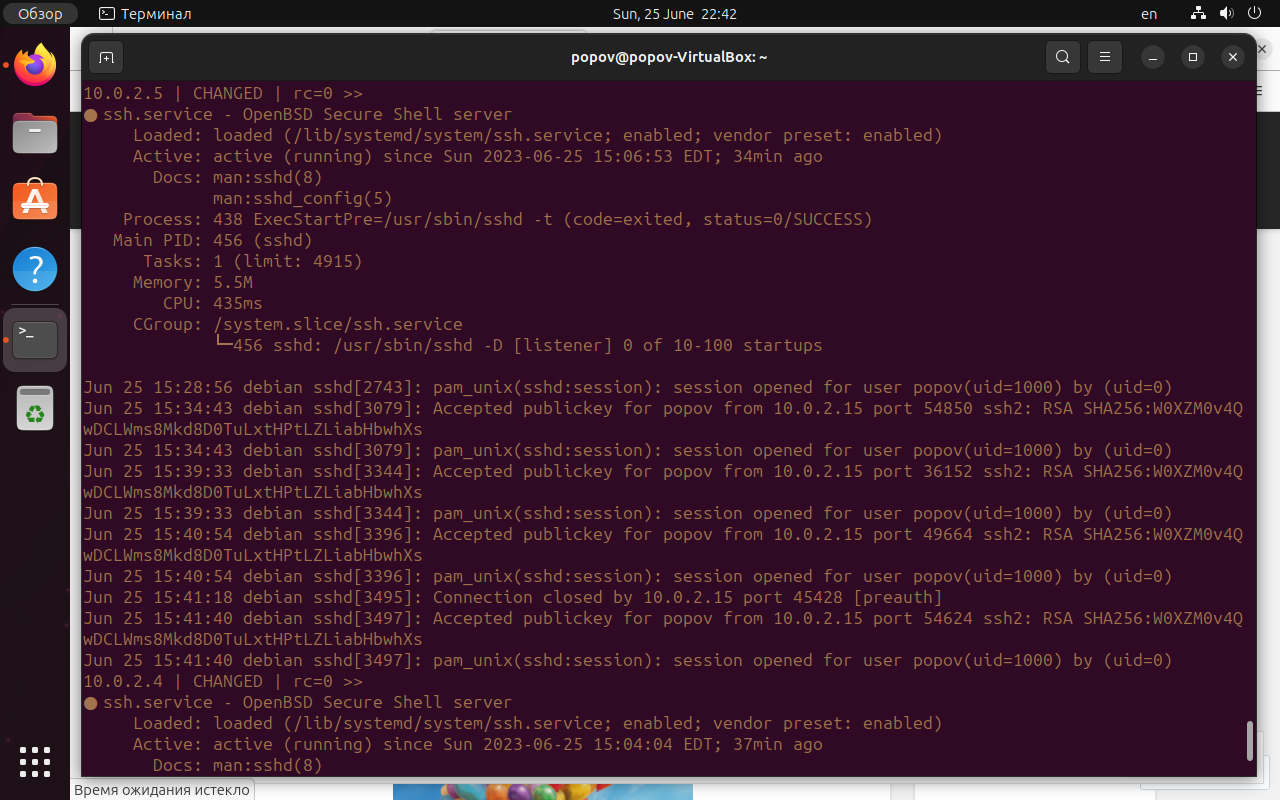 Обзор
Терминал
Sun, 25 June 22:42
en
popov@popov-VirtualBox: ~
10.0.2.5 | CHANGED | rc=0 >>
● ssh.service - OpenBSD Secure Shell server
Loaded: loaded (/lib/systemd/system/ssh.service; enabled; vendor preset: enabled)
Active: active (running) since Sun 2023-06-25 15:06:53 EDT; 34min ago
Docs: man:sshd(8)
man:sshd_config(5)
Process: 438 ExecStartPre=/usr/sbin/sshd -t (code=exited, status=0/SUCCESS)
Main PID: 456 (sshd)
Tasks: 1 (limit: 4915)
Memory: 5.5M
CPU: 435ms
CGroup: /system.slice/ssh.service
└─456 sshd: /usr/sbin/sshd -D [listener] 0 of 10-100 startups
Jun 25 15:28:56 debian sshd[2743]: pam_unix(sshd:session): session opened for user popov(uid=1000) by (uid=0)
Jun 25 15:34:43 debian sshd[3079]: Accepted publickey for popov from 10.0.2.15 port 54850 ssh2: RSA SHA256:W0XZM0v4Q
wDCLWms8Mkd8D0TuLxtHPtLZLiabHbwhXs
Jun 25 15:34:43 debian sshd[3079]: pam_unix(sshd:session): session opened for user popov(uid=1000) by (uid=0)
Jun 25 15:39:33 debian sshd[3344]: Accepted publickey for popov from 10.0.2.15 port 36152 ssh2: RSA SHA256:W0XZM0v4Q
wDCLWms8Mkd8D0TuLxtHPtLZLiabHbwhXs
Jun 25 15:39:33 debian sshd[3344]: pam_unix(sshd:session): session opened for user popov(uid=1000) by (uid=0)
Jun 25 15:40:54 debian sshd[3396]: Accepted publickey for popov from 10.0.2.15 port 49664 ssh2: RSA SHA256:W0XZM0v4Q
wDCLWms8Mkd8D0TuLxtHPtLZLiabHbwhXs
Jun 25 15:40:54 debian sshd[3396]: pam_unix(sshd:session): session opened for user popov(uid=1000) by (uid=0)
Jun 25 15:41:18 debian sshd[3495]: Connection closed by 10.0.2.15 port 45428 [preauth]
Jun 25 15:41:40 debian sshd[3497]: Accepted publickey for popov from 10.0.2.15 port 54624 ssh2: RSA SHA256:W0XZM0v4Q
wDCLWms8Mkd8D0TuLxtHPtLZLiabHbwhXs
Jun 25 15:41:40 debian sshd[3497]: pam_unix(sshd:session): session opened for user popov(uid=1000) by (uid=0)
10.0.2.4 | CHANGED | rc=0 >>
● ssh.service - OpenBSD Secure Shell server
Loaded: loaded (/lib/systemd/system/ssh.service; enabled; vendor preset: enabled)
Active: active (running) since Sun 2023-06-25 15:04:04 EDT; 37min ago
Docs: man:sshd(8)
Время ожидания истекло